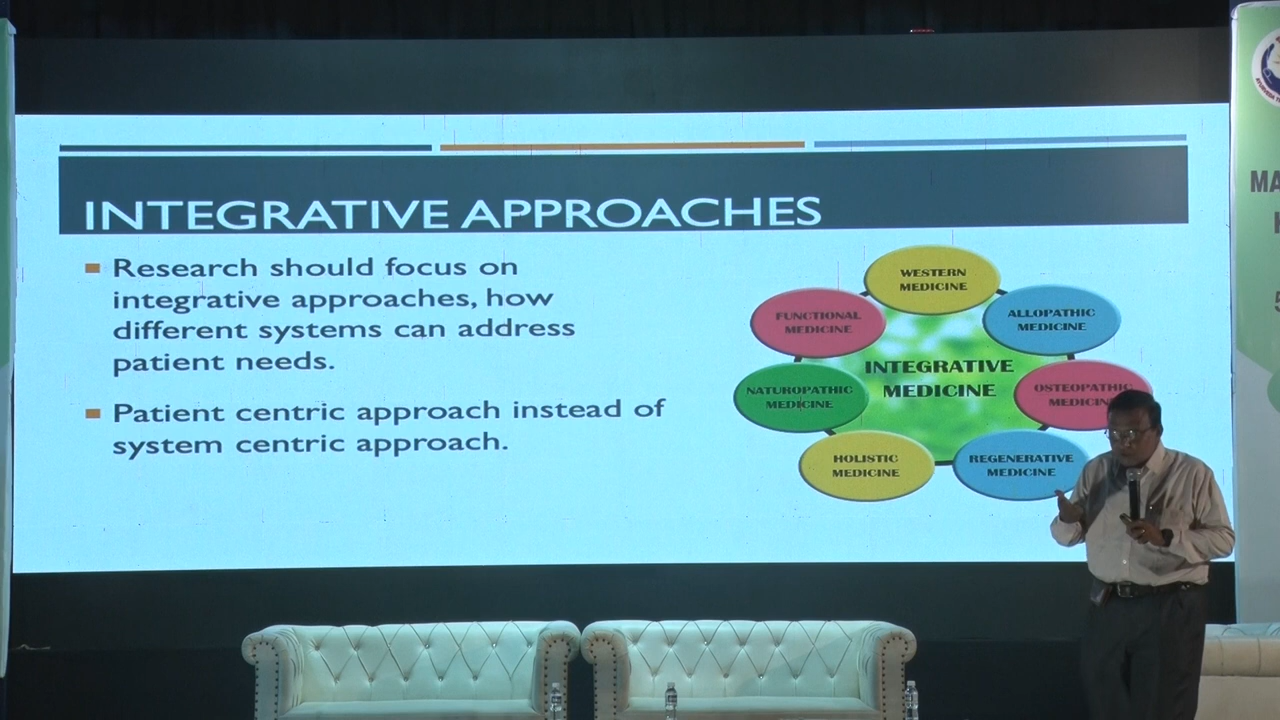 INTEGRATIVE APPROACHES
Research should focus on
integrative approaches, how
different systems can address
patient needs.
Patient centric approach instead of
system centric approach.
WESTERN
MEDICINE
FUNCTIONAL
MEDICINE
ALLOPATHIC
MEDICINE
INTEGRATIVE
MEDICINE
NATUROPATHIC
MEDICINE
OSTEOPATHIC
HOLISTIC
MEDICINE
REGENERATIVE
MEDICINE
MA